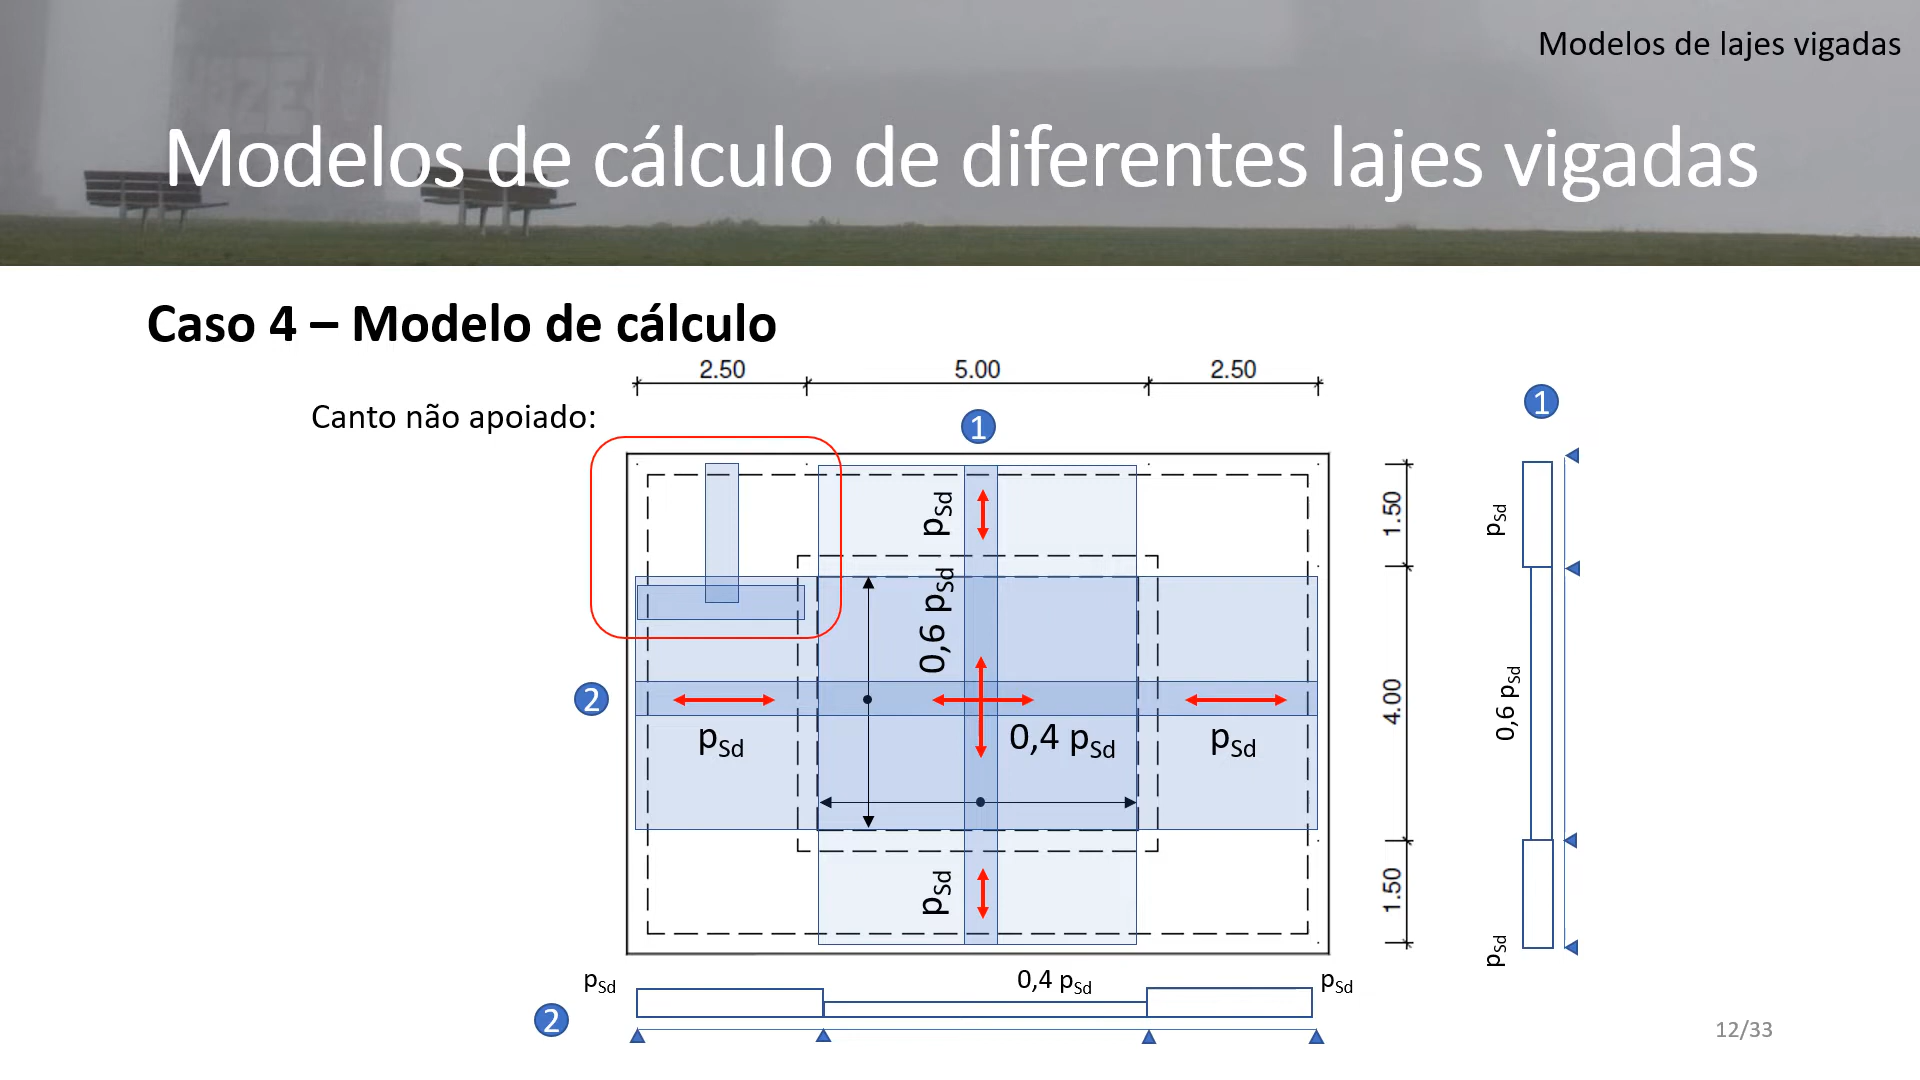 Modelos de lajes vigadas
Modelos de cálculo de diferentes lajes vigadas
Caso 4 – Modelo de cálculo
2.50 5.00 2.50
Canto não apoiado:
1
1
pSd
1.50
pSd
0,6 pSd
2
4.00
0,6 pSd
pSd
0,4 pSd
pSd
pSd
1.50
pSd
pSd
0,4 pSd
pSd
2
12/33